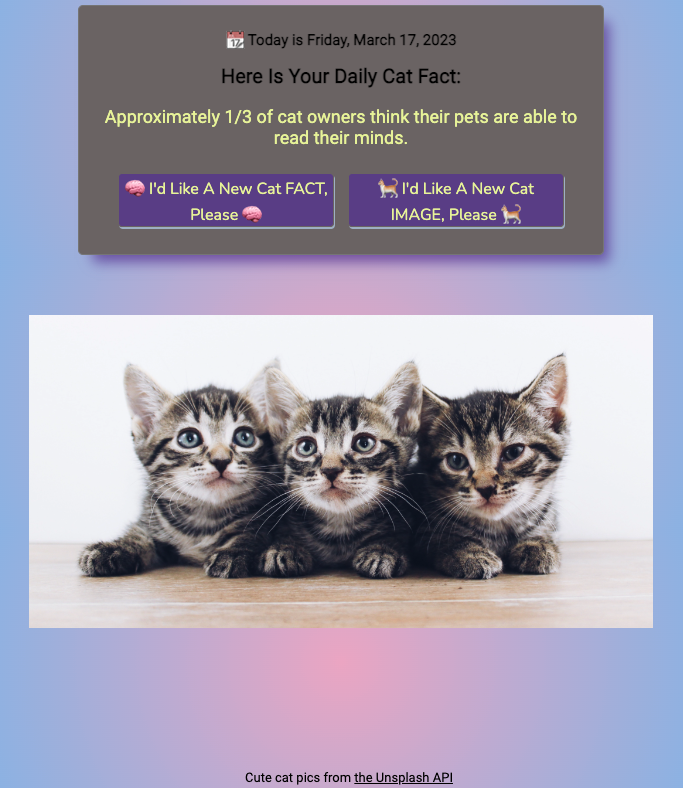 📆 Today is Friday, March 17, 2023
Here Is Your Daily Cat Fact:
Approximately 1/3 of cat owners think their pets are able to
read their minds.
🧠 I'd Like A New Cat FACT,
Please 🧠
🐈 I'd Like A New Cat
IMAGE, Please 🐈
Cute cat pics from the Unsplash API